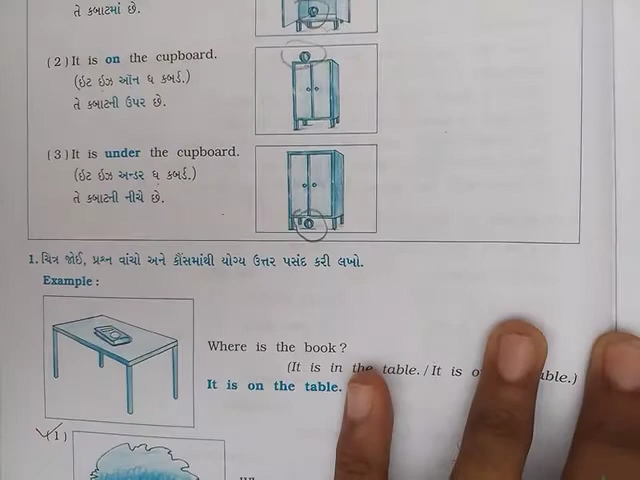 તે કબાટમાં છે.
(2) It is on the cupboard.
(ઇટ ઇઝ ઑન ધ કબર્ડ.)
તે કબાટની ઉપર છે.
(3) It is under the cupboard.
(ઇટ ઇઝ અન્ડર ધ કબર્ડ.)
તે કબાટની નીચે છે.
1. ચિત્ર જોઈ, પ્રશ્ન વાંચો અને કૌંસમાંથી યોગ્ય ઉત્તર પસંદ કરી લખો.
Example :
Where is the book ?
(It is in the table. / It is table.)
It is on the table.
(1)